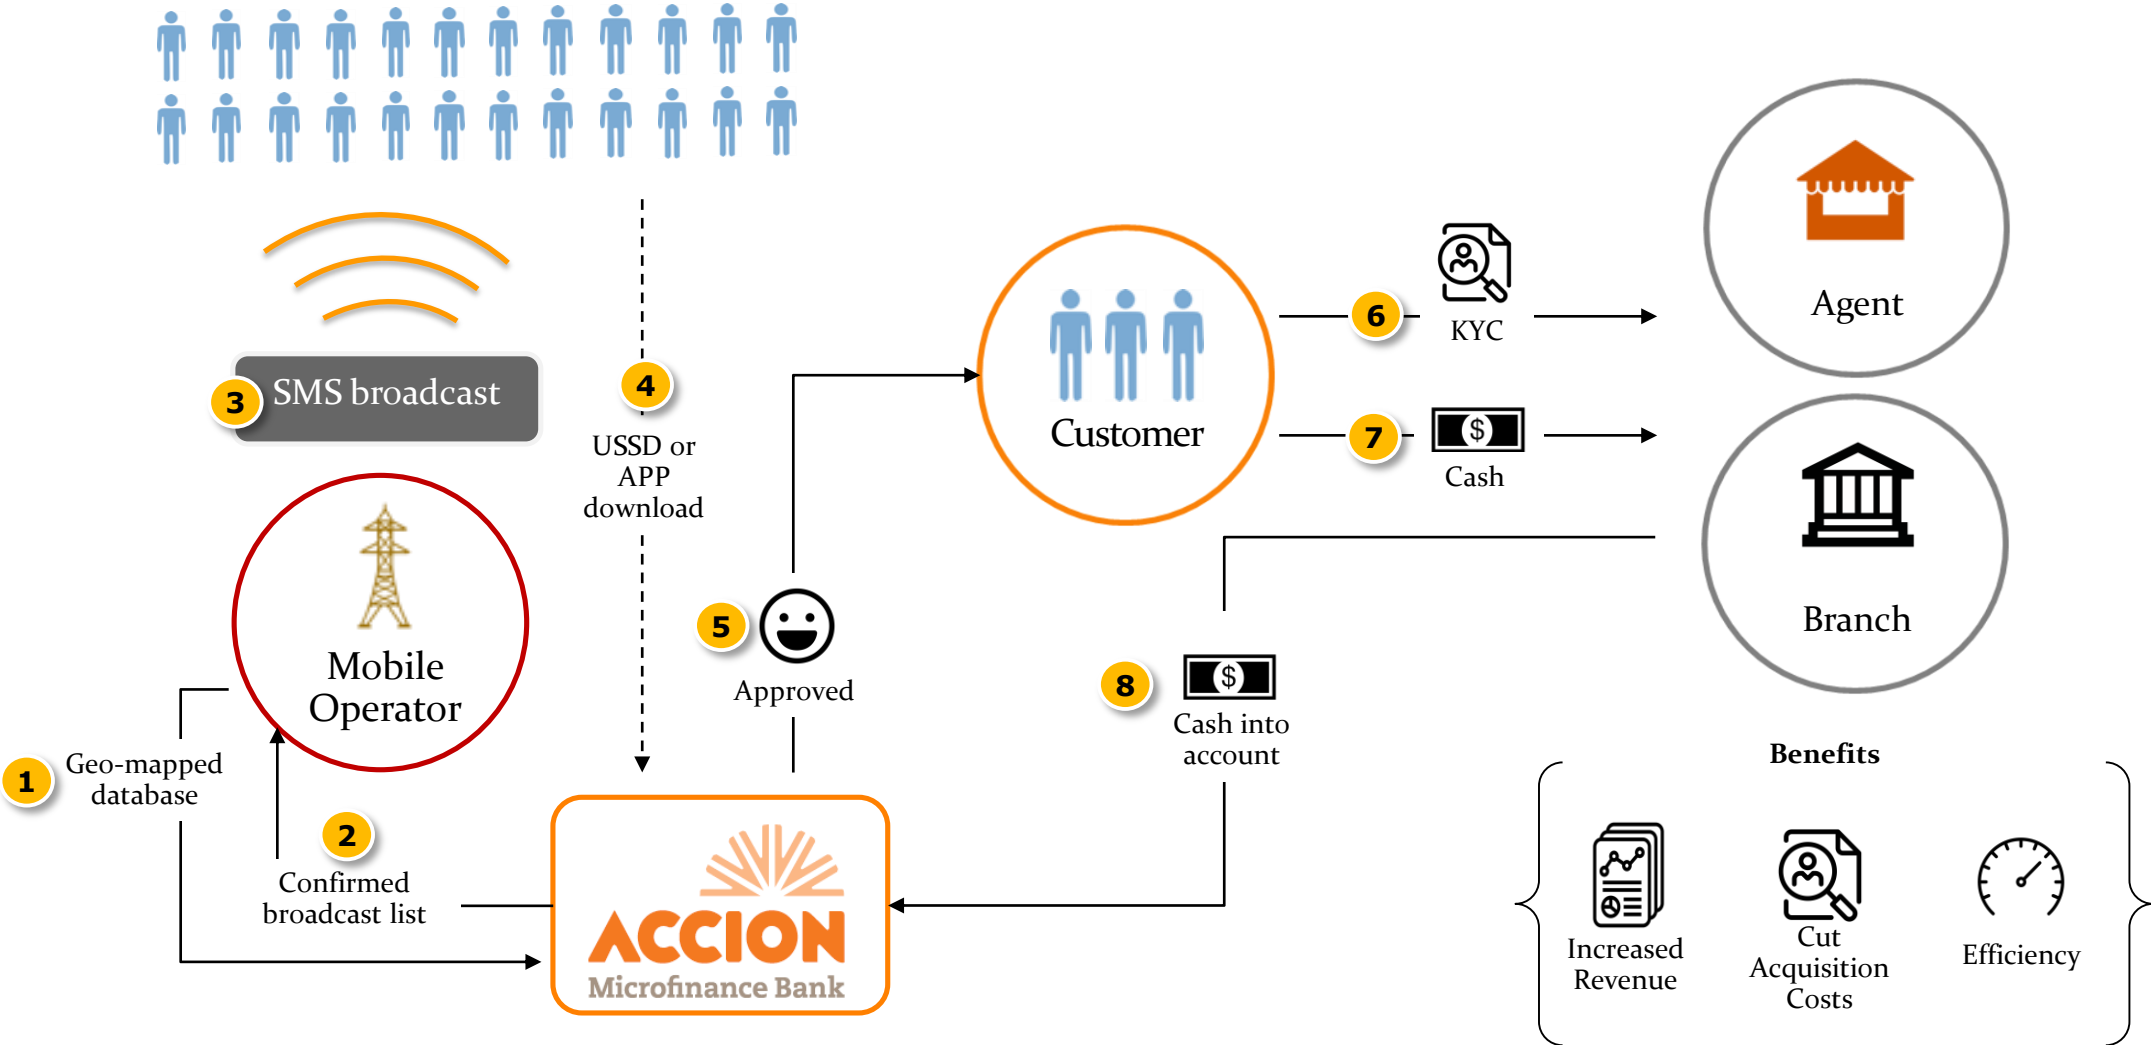 3
SMS broadcast
4
USSD or
APP
download
Mobile
Operator
1
Geo-mapped
database
2
Confirmed
broadcast list
5
Approved
ACCION
Microfinance Bank
Customer
6
KYC
7
$
Cash
Agent
Branch
8
$
Cash into
account
Benefits
Increased
Revenue
Cut
Acquisition
Costs
Efficiency